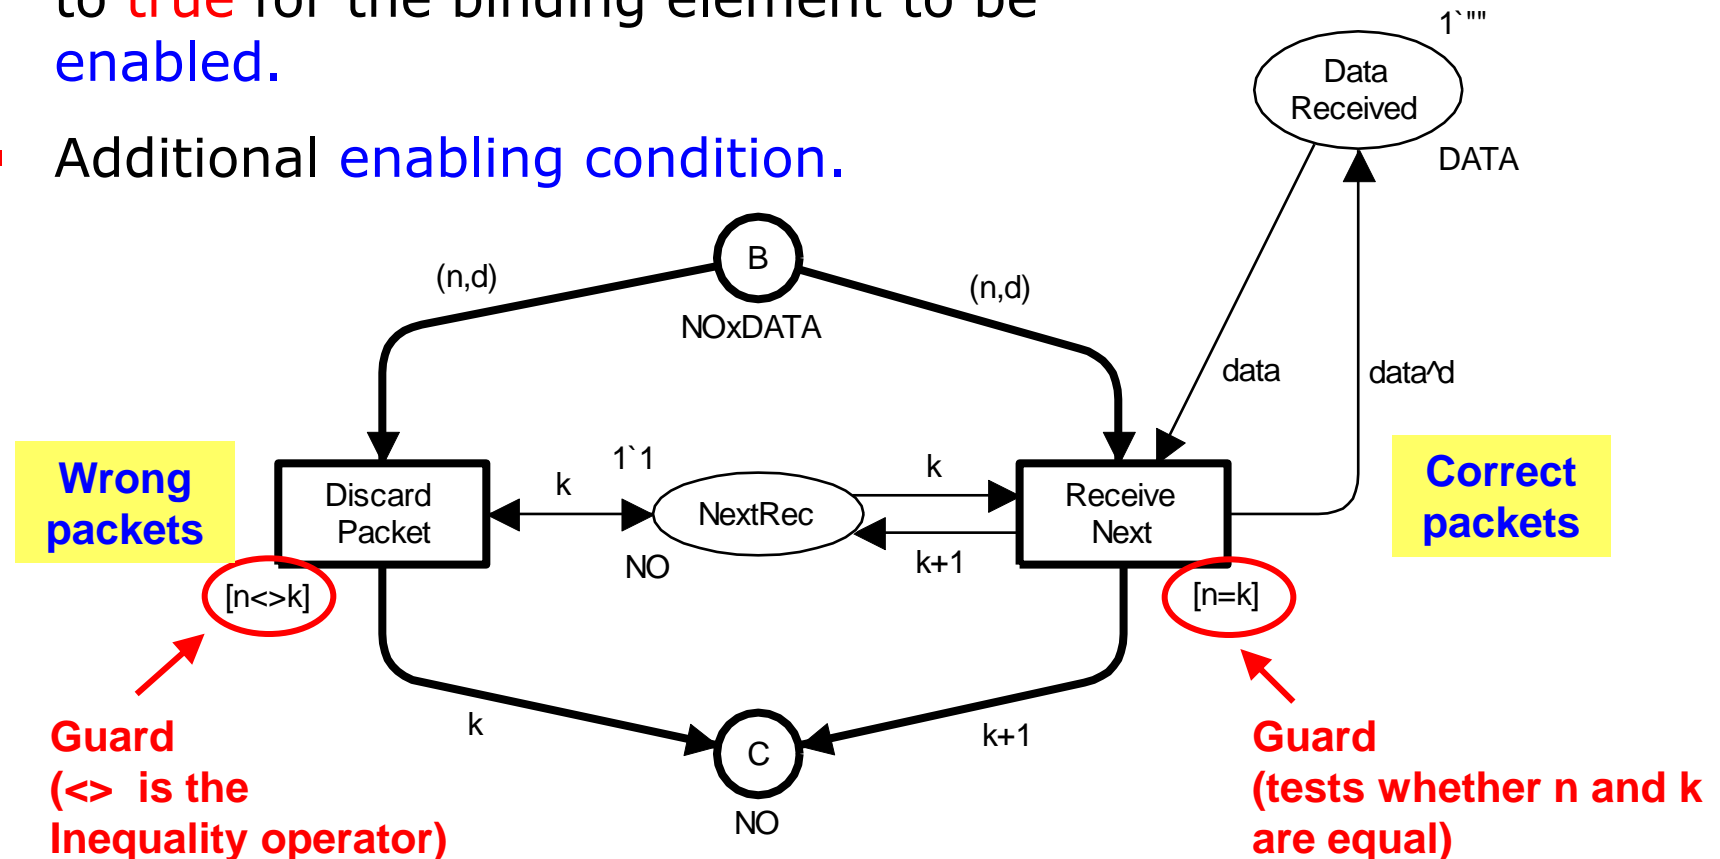 to true for the binding element to be
enabled.
Additional enabling condition.
1`""
Data
Received
DATA
B
(n,d)
(n,d)
NOxDATA
data
data^d
Wrong
packets
Discard
Packet
k
1`1
NextRec
NO
k
k+1
Receive
Next
Correct
packets
[n<>k]
[n=k]
k
k+1
C
NO
Guard
(<> is the
Inequality operator)
Guard
(tests whether n and k
are equal)